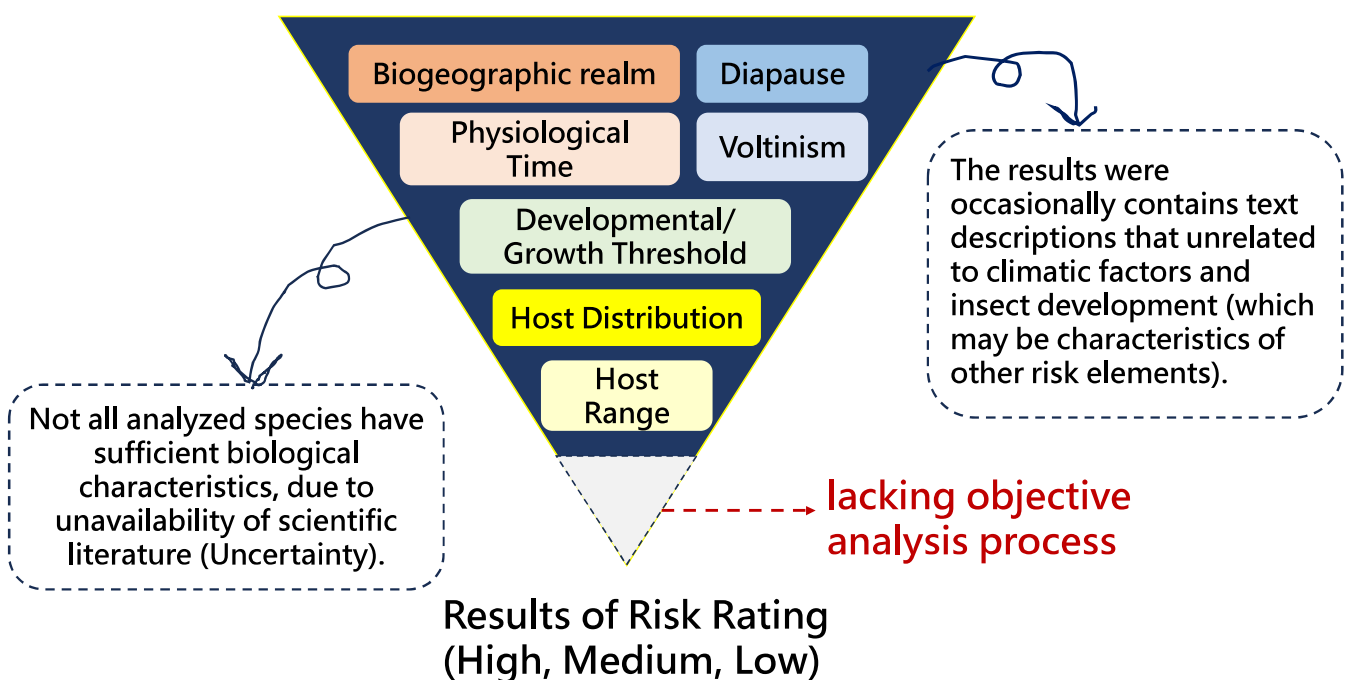 Biogeographic realm
Diapause
Physiological
Time
Voltinism
Developmental/
Growth Threshold
Host Distribution
Host
Range
The results were
occasionally contains text
descriptions that unrelated
to climatic factors and
insect development (which
may be characteristics of
other risk elements).
Not all analyzed species have
sufficient biological
characteristics, due to
unavailability of scientific
literature (Uncertainty).
lacking objective
analysis process
Results of Risk Rating
(High, Medium, Low)